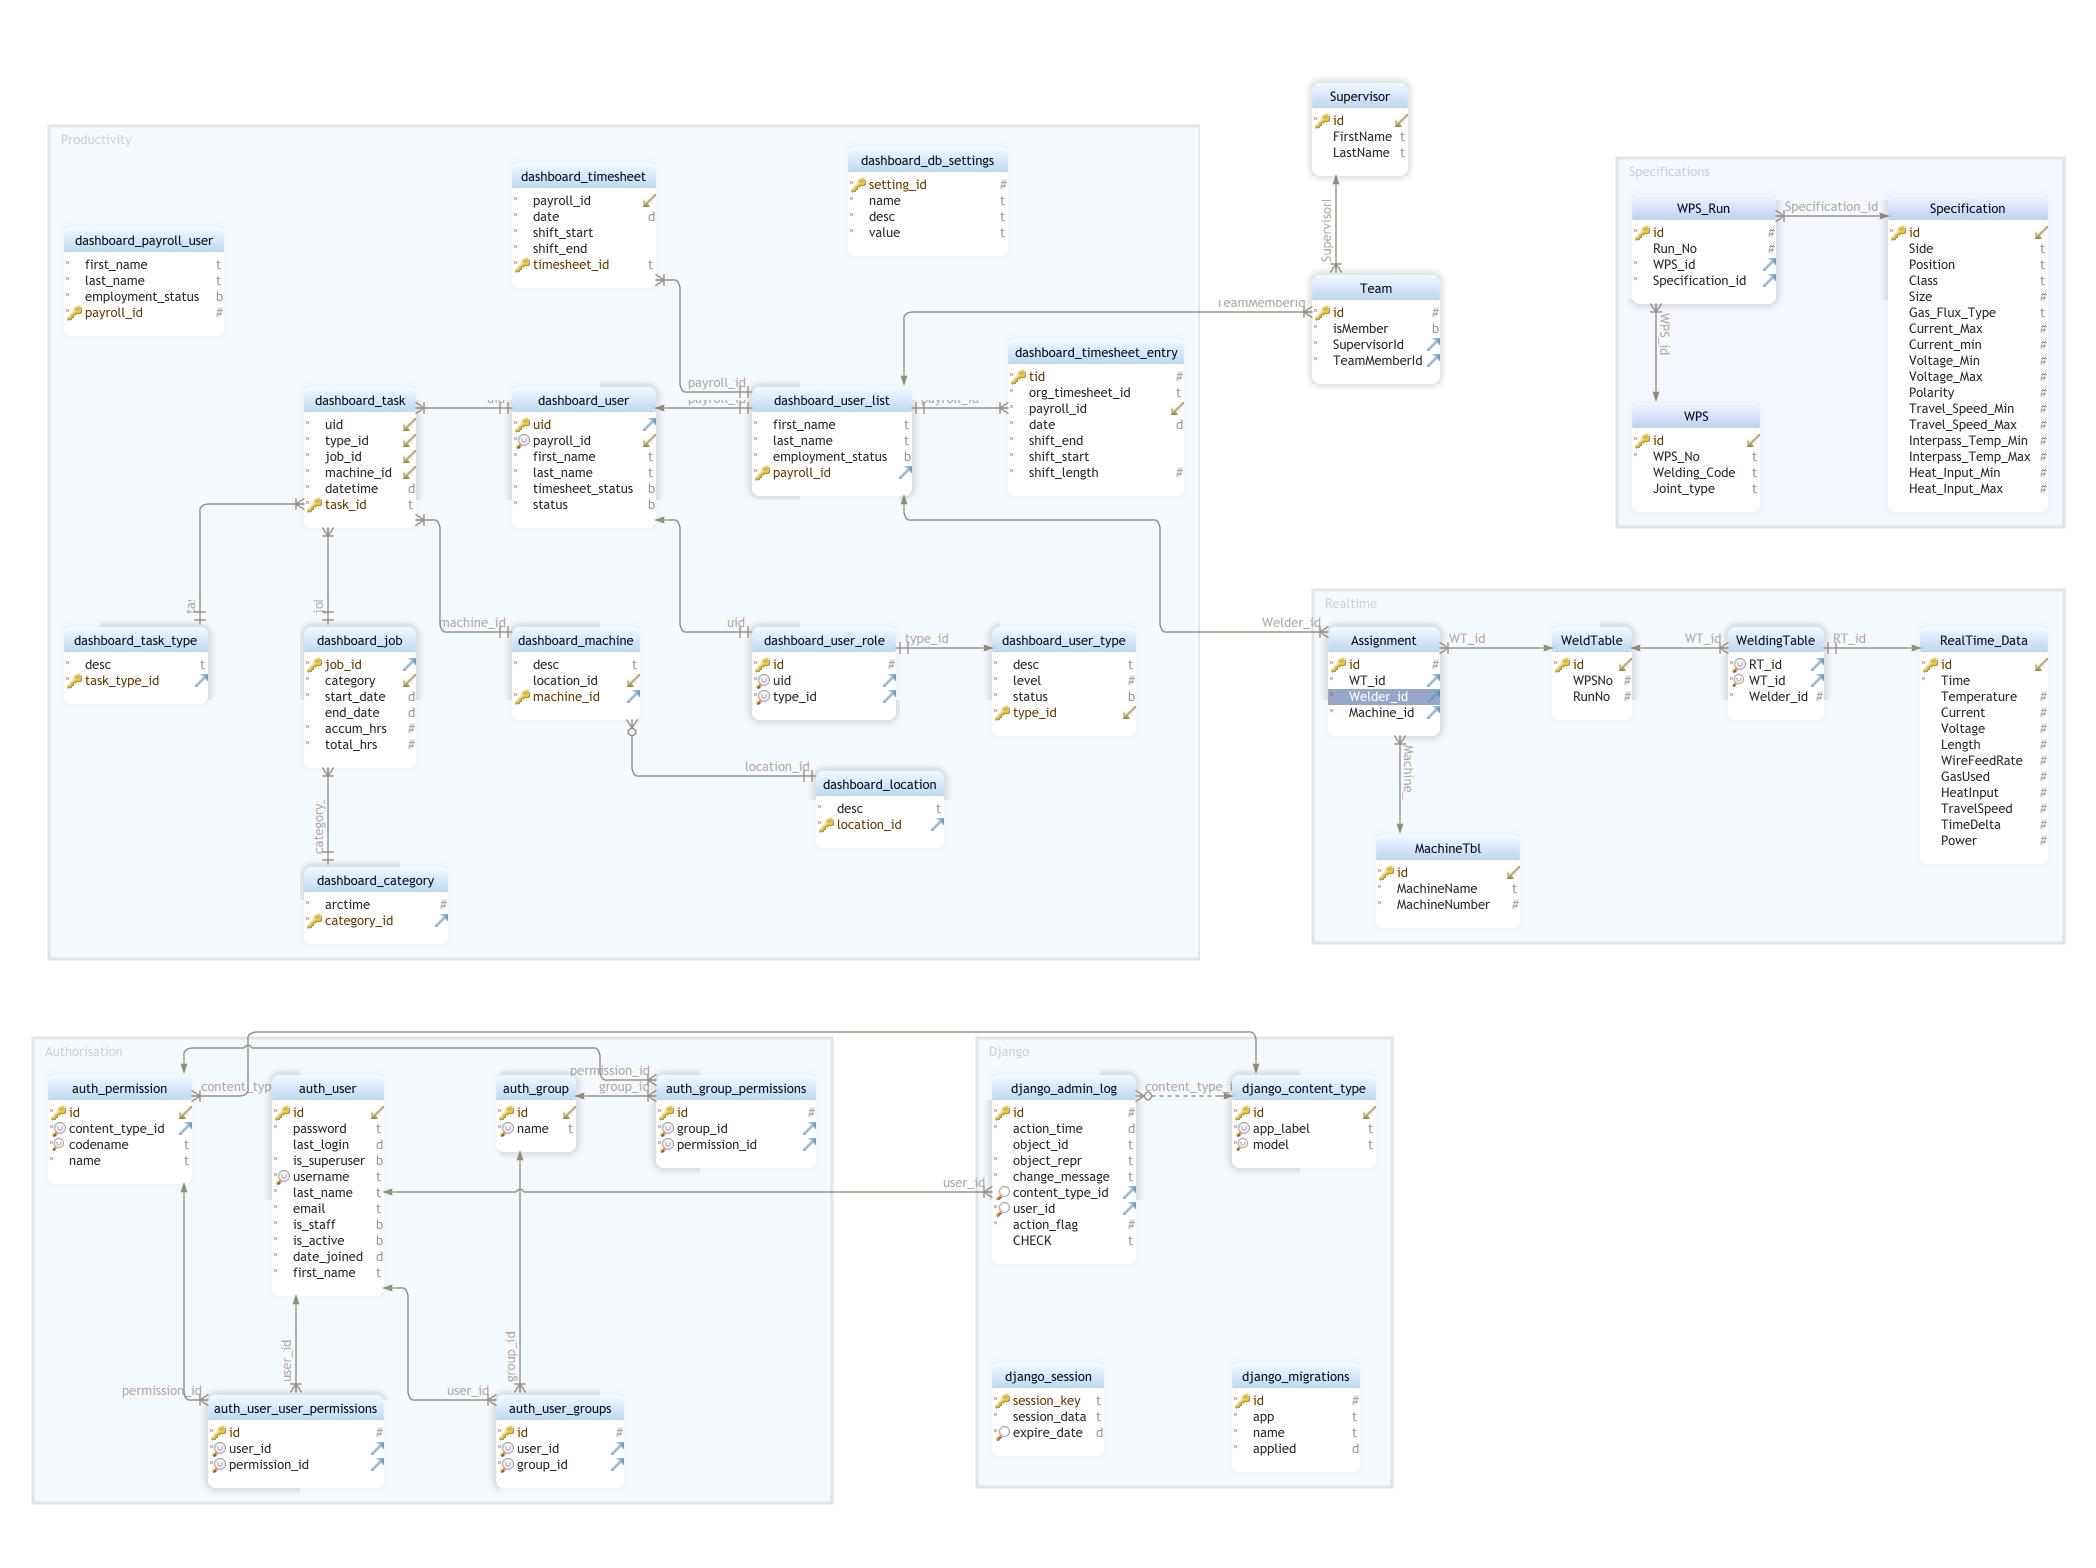 Supervisor
id
FirstName t
LastName t
Productivity
dashboard_timesheet
payroll_id
date d
shift_start
shift_end
timesheet_id t
dashboard_db_settings
setting_id #
name t
desc t
value t
dashboard_payroll_user
first_name t
last_name t
employment_status b
payroll_id #
SupervisorI
Team
id #
isMember b
SupervisorId
TeamMemberId
TeamMemberId
dashboard_timesheet_entry
tid #
org_timesheet_id t
payroll_id
date d
shift_end
shift_start
shift_length #
payroll_id
payroll_id
payroll_id
uid
dashboard_task
uid
type_id
job_id
machine_id
datetime d
task_id t
dashboard_user
uid
payroll_id
first_name t
last_name t
timesheet_status b
status b
dashboard_user_list
first_name t
last_name t
employment_status b
payroll_id
Specifications
WPS_Run
id #
Run_No #
WPS_id
Specification_id
Specification_id
WPS_id
Specification
id
Side t
Position t
Class t
Size #
Gas_Flux_Type t
Current_Max #
Current_min #
Voltage_Min #
Voltage_Max #
Polarity #
Travel_Speed_Min #
Travel_Speed_Max #
Interpass_Temp_Min #
Interpass_Temp_Max #
Heat_Input_Min #
Heat_Input_Max #
WPS
id
WPS_No t
Welding_Code t
Joint_type t
tas
job
machine_id
uid
type_id
dashboard_task_type
desc t
task_type_id
dashboard_job
job_id
category
start_date d
end_date d
accum_hrs #
total_hrs #
dashboard_machine
desc t
location_id
machine_id
dashboard_user_role
id #
uid
type_id
dashboard_user_type
desc t
level #
status b
type_id
location_id
dashboard_location
desc t
location_id
category_
dashboard_category
arctime #
category_id
Realtime
Welder_id
Assignment
id #
WT_id
Welder_id
Machine_id
WT_id
WeldTable
id
WPSNo #
RunNo #
WT_id
WeldingTable
RT_id
WT_id
Welder_id #
RT_id
RealTime_Data
id
Time
Temperature #
Current #
Voltage #
Length #
WireFeedRate #
GasUsed #
HeatInput #
TravelSpeed #
TimeDelta #
Power #
Machine_
MachineTbl
id
MachineName t
MachineNumber #
Authorisation
auth_permission
id
content_type_id
codename t
name t
content_typ
auth_user
id
password t
last_login d
is_superuser b
username t
last_name t
email t
is_staff b
is_active b
date_joined d
first_name t
auth_group
id
name t
permission_id
group_id
auth_group_permissions
id #
group_id
permission_id
user_id
permission_id
group_id
user_id
auth_user_user_permissions
id #
user_id
permission_id
auth_user_groups
id #
user_id
group_id
Django
user_id
django_admin_log
id #
action_time d
object_id t
object_repr t
change_message t
content_type_id
user_id
action_flag #
CHECK t
content_type_i
django_content_type
id
app_label t
model t
django_session
session_key t
session_data t
expire_date d
django_migrations
id #
app t
name t
applied d